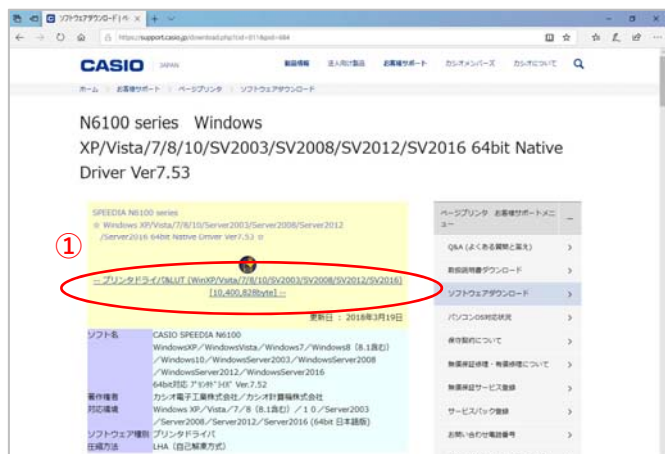 ソフトウェアダウンロード | ペ
https://support.casio.jp/download.php?cid=011&pid=684
CASIO JAPAN 製品情報 法人向け製品 お客様サポート カシオメンバーズ カシオについて
ホーム お客様サポート ページプリンタ ソフトウェアダウンロード
N6100 series Windows
XP/Vista/7/8/10/SV2003/SV2008/SV2012/SV2016 64bit Native
Driver Ver7.53
SPEEDIA N6100 series
※ Windows XP/Vista/7/8/10/Server2003/Server2008/Server2012
/Server2016 64bit Native Driver Ver7.53 ※
①
-- プリンタドライバ&LUT (WinXP/Vista/7/8/10/SV2003/SV2008/SV2012/SV2016)
[10,400,828byte] --
更新日 : 2018年3月19日
ソフト名 CASIO SPEEDIA N6100
WindowsXP/WindowsVista/Windows7/Windows8(8.1含む)
/Windows10/WindowsServer2003/WindowsServer2008
/WindowsServer2012/WindowsServer2016
64bit対応 プリンタドライバ Ver.7.52
著作権者 カシオ電子工業株式会社/カシオ計算機株式会社
対応環境 Windows XP/Vista/7/8(8.1含む)/10/Server2003
/Server2008/Server2012/Server2016 (64bit 日本語版)
ソフトウェア種別 プリンタドライバ
圧縮方法 LHA(自己解凍方式)
ページプリンタ お客様サポートメニ
ュー
Q&A(よくある質問と答え)
取扱説明書ダウンロード
ソフトウェアダウンロード
パソコンOS対応状況
保守契約について
無償保証修理・有償修理について
無償保証サービス登録
サービスパック登録
お問い合わせ電話番号